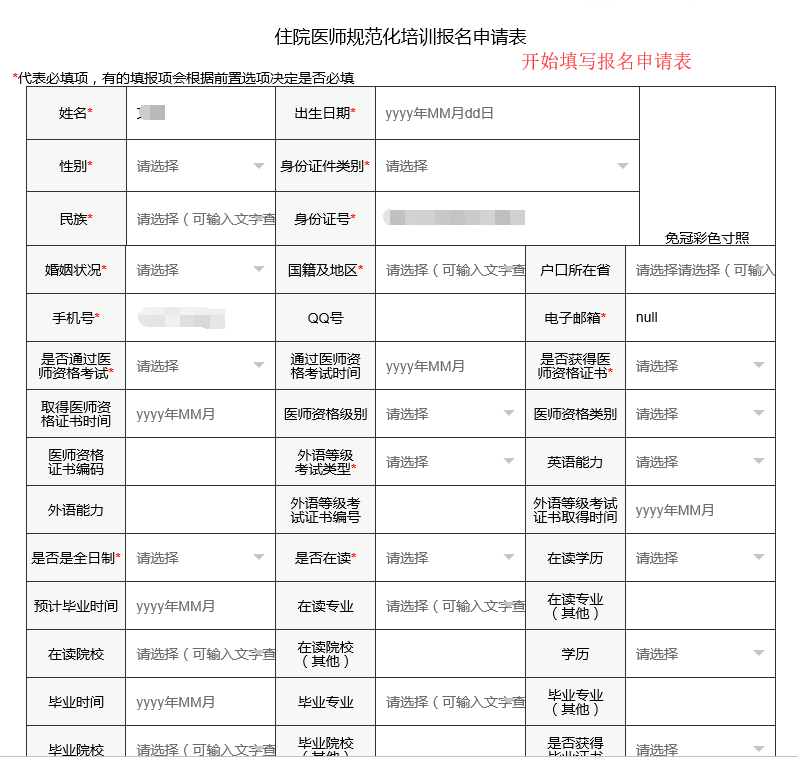 住院医师规范化培训报名申请表
开始填写报名申请表
*代表必填项，有的填报项会根据前置选项决定是否必填
姓名* 出生日期* yyyy年MM月dd日
性别* 请选择 身份证件类别* 请选择
民族* 请选择（可输入文字查 身份证号*
免冠彩色寸照
婚姻状况* 请选择 国籍及地区* 请选择（可输入文字查 户口所在省 请选择请选择（可输入
手机号* QQ号 电子邮箱* null
是否通过医师资格考试* 请选择 通过医师资格考试时间 yyyy年MM月 是否获得医师资格证书* 请选择
取得医师资格证书时间 yyyy年MM月 医师资格级别 请选择 医师资格类别 请选择
医师资格证书编码 外语等级考试类型* 请选择 英语能力 请选择
外语能力 外语等级考试证书编号 外语等级考试证书取得时间 yyyy年MM月
是否是全日制* 请选择 是否在读* 请选择 在读学历 请选择
预计毕业时间 yyyy年MM月 在读专业 请选择（可输入文字查 在读专业（其他）
在读院校 请选择（可输入文字查 在读院校（其他） 学历 请选择
毕业时间 yyyy年MM月 毕业专业 请选择（可输入文字查 毕业专业（其他）
毕业院校 请选择（可输入文字查 毕业院校（其他） 是否获得毕业证书 请选择